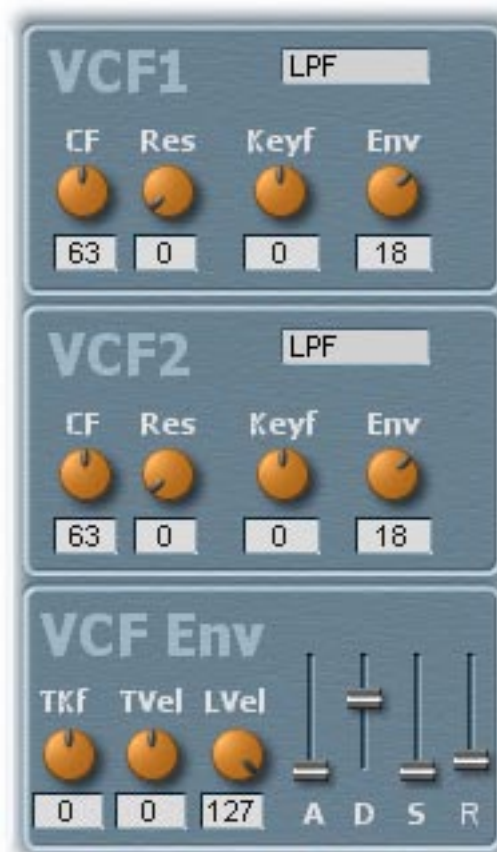 VCF1
LPF
CF Res Keyf Env
63 0 0 18
VCF2
LPF
CF Res Keyf Env
63 0 0 18
VCF Env
TKf TVel LVel
0 0 127
A D S R